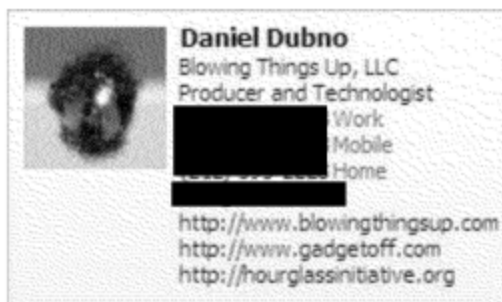 Daniel Dubno
Blowing Things Up, LLC
Producer and Technologist
Work
Mobile
Home
http://www.blowingthingsup.com
http://www.gadgetoff.com
http://hourglassinitiative.org